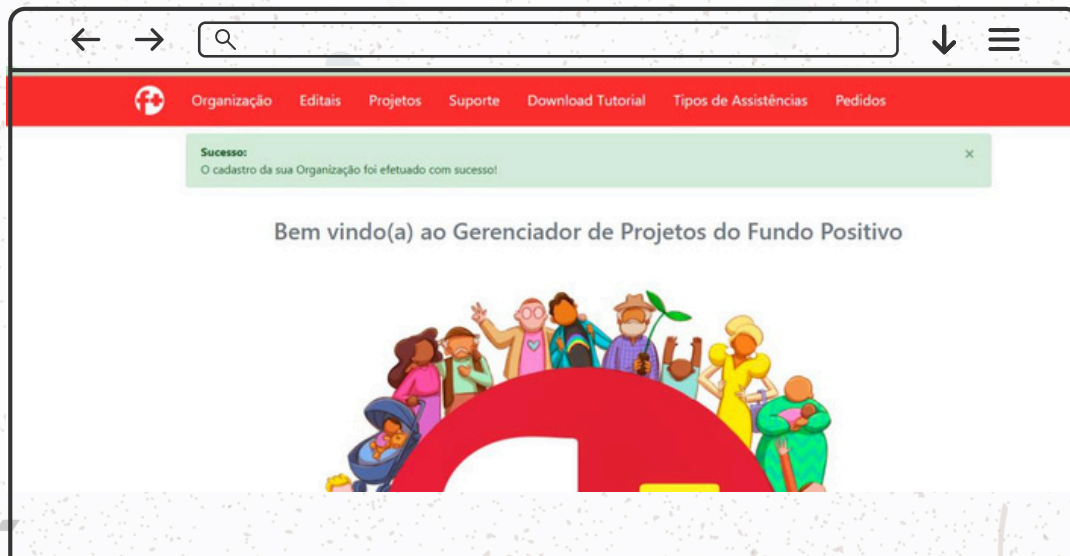 f+
Organização Editais Projetos Suporte Download Tutorial Tipos de Assistências Pedidos
Sucesso:
O cadastro da sua Organização foi efetuado com sucesso!
×
Bem vindo(a) ao Gerenciador de Projetos do Fundo Positivo